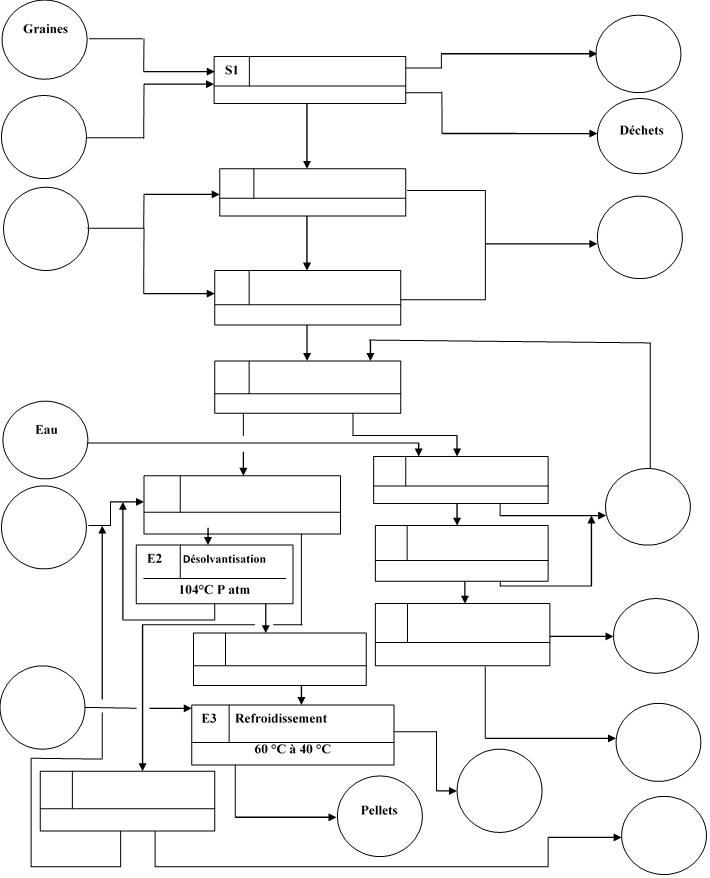 Graines
S1
Déchets
Eau
E2 Désolvantisation
104°C P atm
E3 Refroidissement
60 °C à 40 °C
Pellets